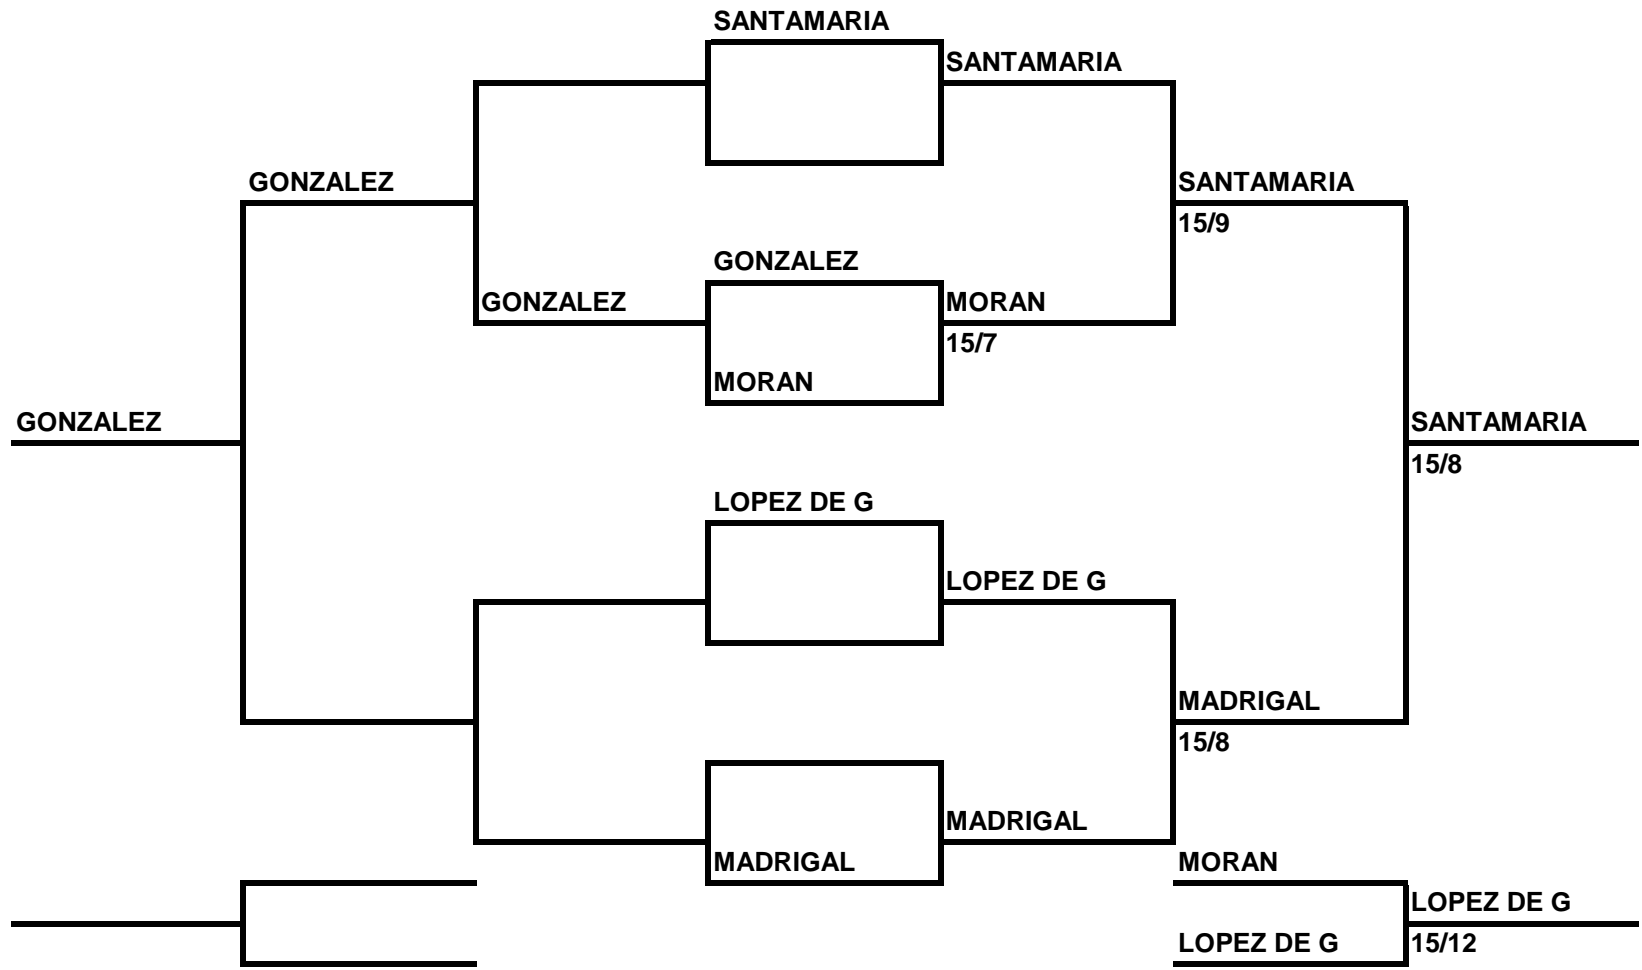 SANTAMARIA
SANTAMARIA
GONZALEZ
SANTAMARIA
15/9
GONZALEZ
GONZALEZ
MORAN
15/7
MORAN
GONZALEZ
SANTAMARIA
15/8
LOPEZ DE G
LOPEZ DE G
MADRIGAL
15/8
MADRIGAL
MADRIGAL
MORAN
LOPEZ DE G
LOPEZ DE G
15/12